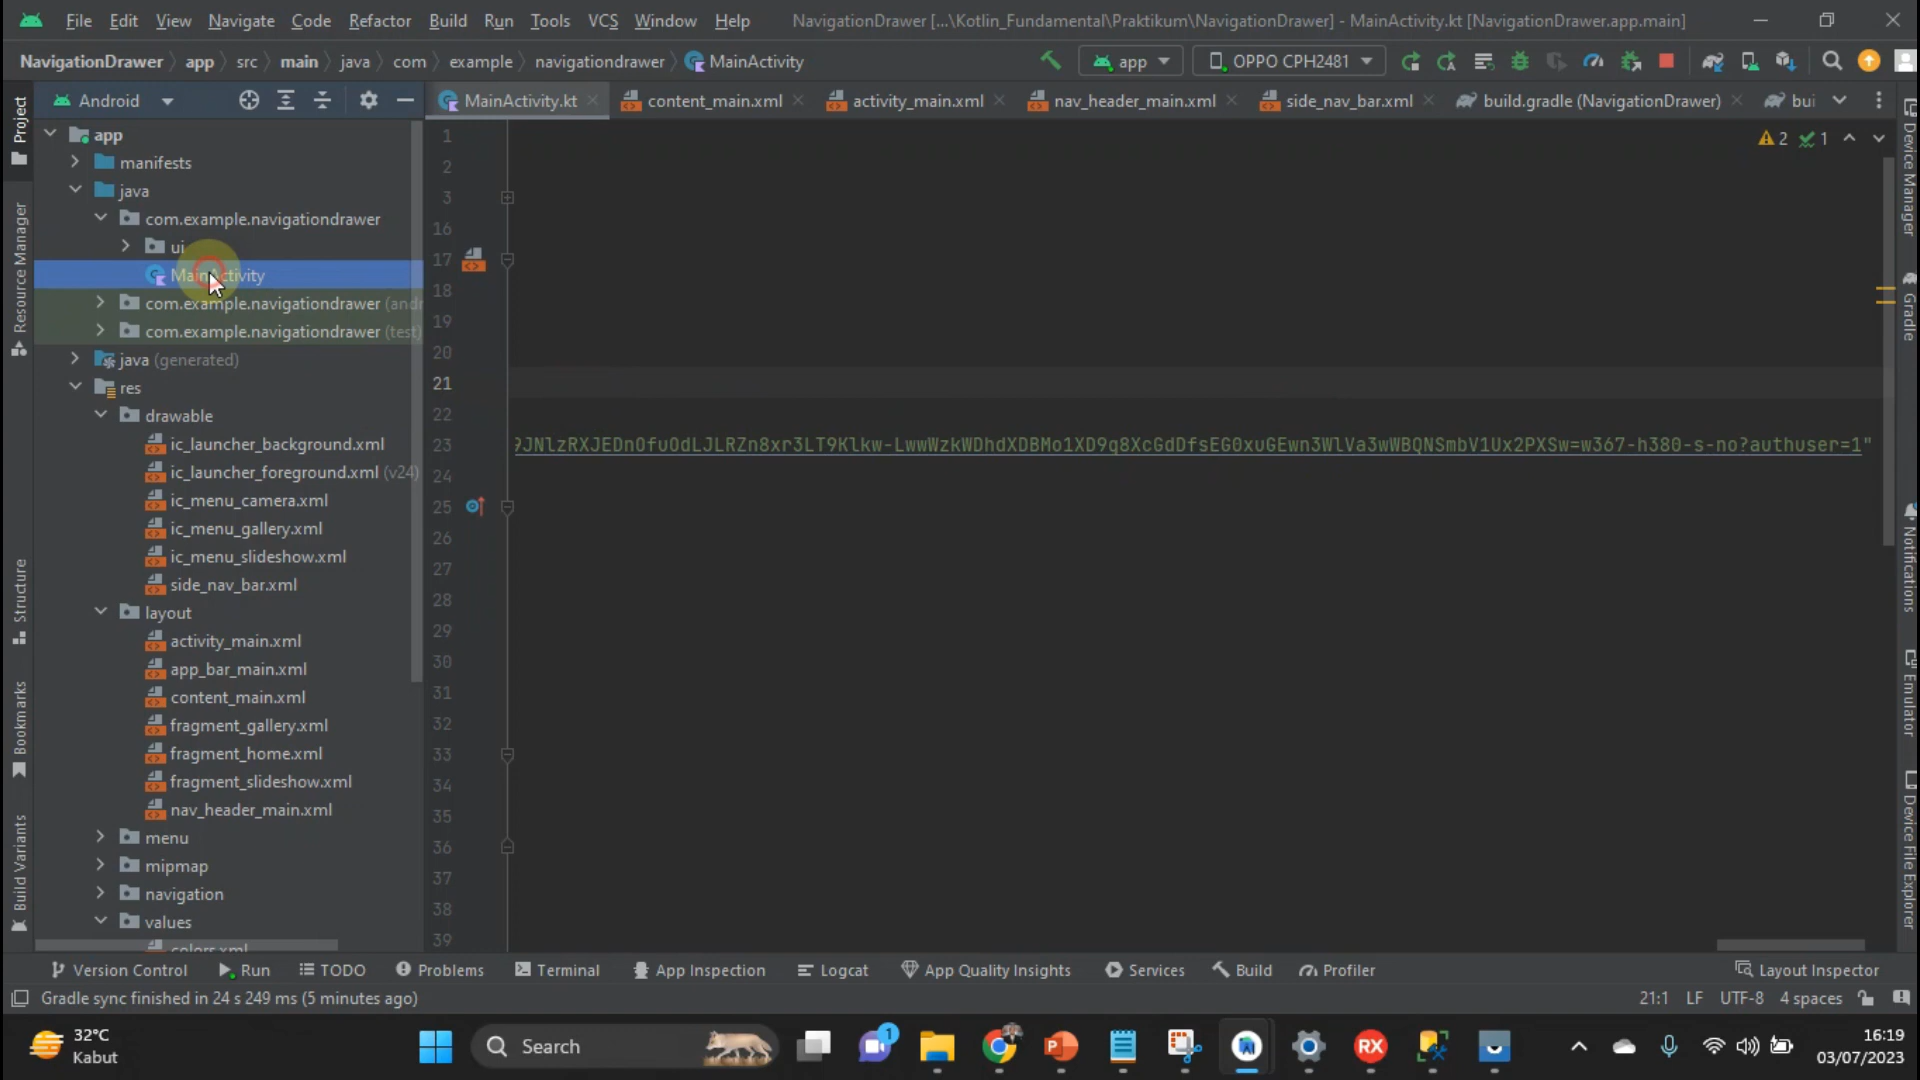 File Edit View Navigate Code Refactor Build Run Tools VCS Window Help NavigationDrawer [...\Kotlin_Fundamental\Praktikum\NavigationDrawer] - MainActivity.kt [NavigationDrawer.app.main]
NavigationDrawer app src main java com example navigationdrawer MainActivity app OPPO CPH2481
Android MainActivity.kt content_main.xml activity_main.xml nav_header_main.xml side_nav_bar.xml build.gradle (NavigationDrawer) bui
Project
Resource Manager
Structure
Bookmarks
Build Variants
app
manifests
java
com.example.navigationdrawer
ui
MainActivity
com.example.navigationdrawer (andr
com.example.navigationdrawer (test)
java (generated)
res
drawable
ic_launcher_background.xml
ic_launcher_foreground.xml (v24)
ic_menu_camera.xml
ic_menu_gallery.xml
ic_menu_slideshow.xml
side_nav_bar.xml
layout
activity_main.xml
app_bar_main.xml
content_main.xml
fragment_gallery.xml
fragment_home.xml
fragment_slideshow.xml
nav_header_main.xml
menu
mipmap
navigation
values
colors.xml
1
2
3
16
17
18
19
20
21
22
23 9JNlzRXJEDnOfuOdLJLRZn8xr3LT9Klkw-LwwWzkWDhdXDBMo1XD9q8XcGdDfsEG0xuGEwn3WlVa3wWBQNSmbV1Ux2PXSw=w367-h380-s-no?authuser=1"
24
25
26
27
28
29
30
31
32
33
34
35
36
37
38
39
2 1
Device Manager
Gradle
Notifications
Emulator
Device File Explorer
Version Control Run TODO Problems Terminal App Inspection Logcat App Quality Insights Services Build Profiler Layout Inspector
Gradle sync finished in 24 s 249 ms (5 minutes ago) 21:1 LF UTF-8 4 spaces
32°C
Kabut
Search
1
RX
16:19
03/07/2023